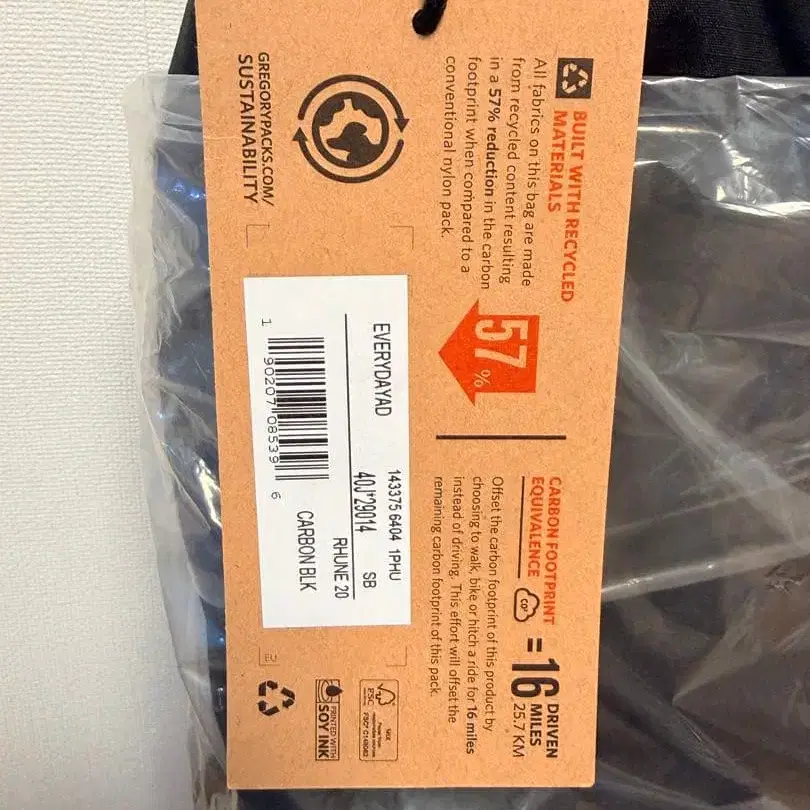 BUILT WITH RECYCLED
MATERIALS
All fabrics on this bag are made
from recycled content resulting
in a 57% reduction in the carbon
footprint when compared to a
conventional nylon pack.
GREGORYPACKS.COM/
SUSTAINABILITY
57%
CARBON FOOTPRINT
EQUIVALENCE
= 16 DRIVEN
MILES
25.7 KM
Offset the carbon footprint of this product by
choosing to walk, bike or hitch a ride for 16 miles
instead of driving. This effort will offset the
remaining carbon footprint of this pack.
143375 6404 1PHU
EVERYDAYAD
40J*29014 SB
RHUNE 20
CARBON BLK
1 90207 08539 6
MIX
FSC
PRINTED WITH
SOY INK